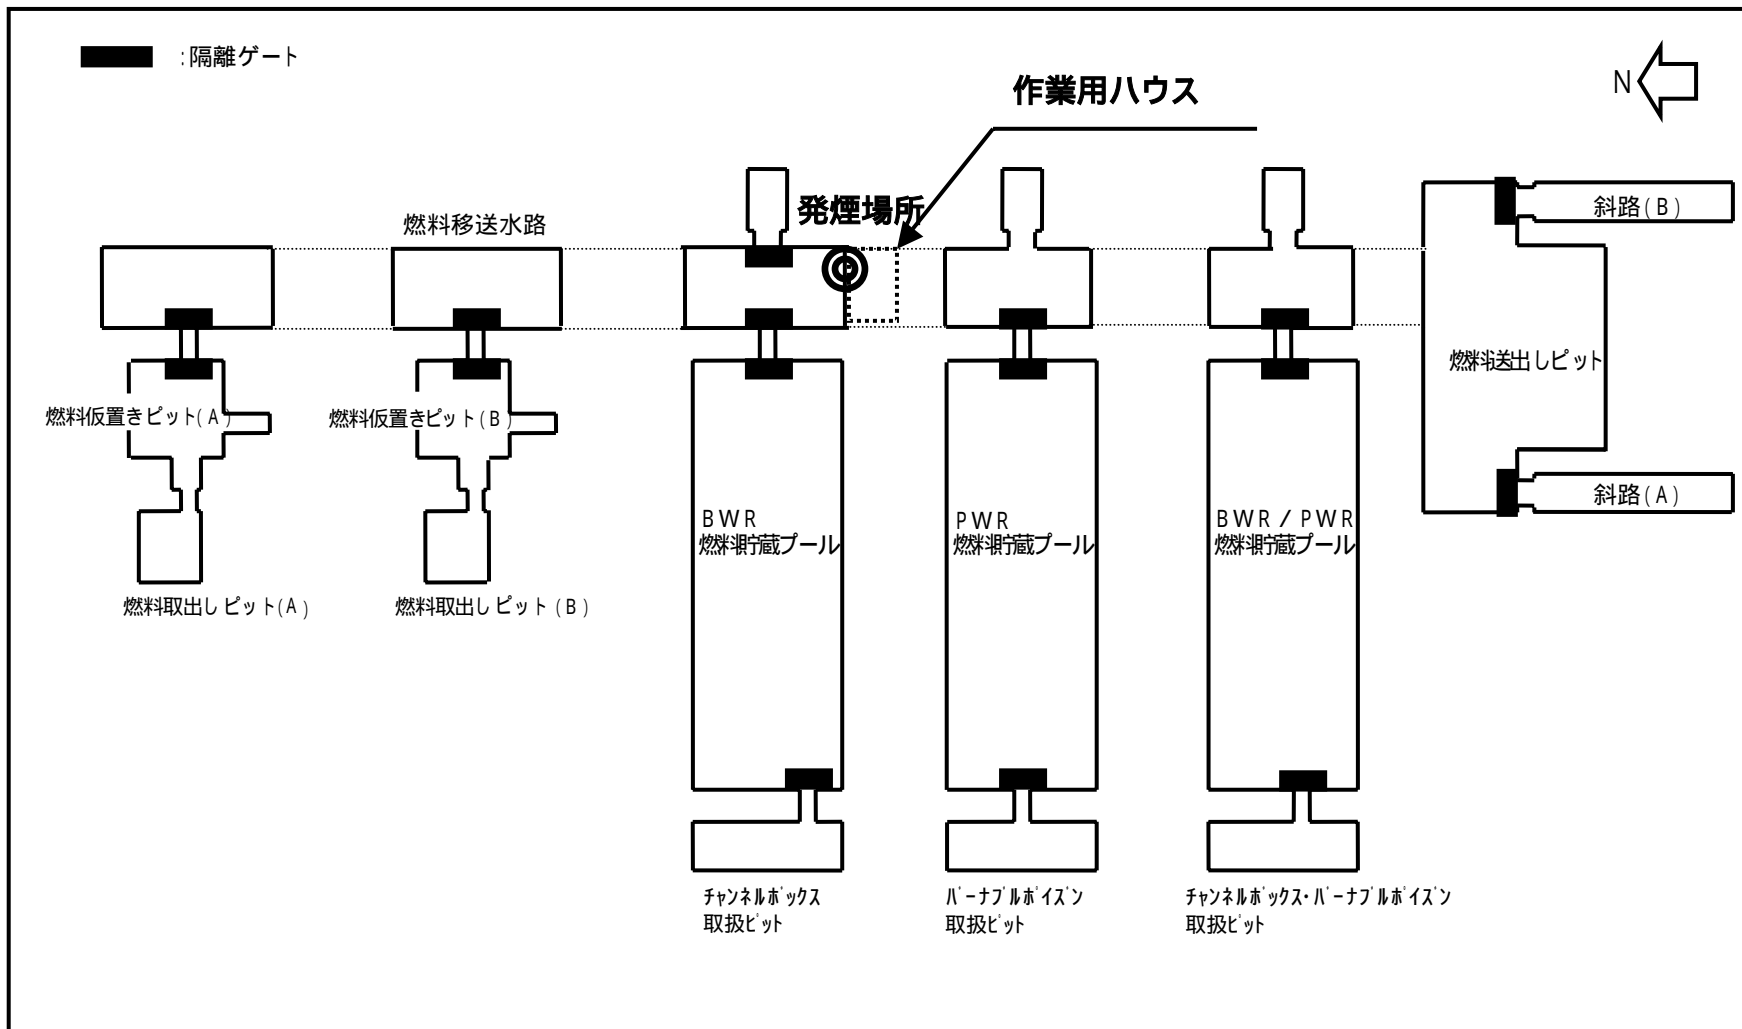 :隔離ゲート
N
作業用ハウス
発煙場所
燃料移送水路
斜路(B)
燃料送出しピット
燃料仮置きピット(A)
燃料仮置きピット(B)
斜路(A)
BWR
燃料貯蔵プール
PWR
燃料貯蔵プール
BWR/PWR
燃料貯蔵プール
燃料取出しピット(A)
燃料取出しピット(B)
チャンネルボックス
取扱ピット
バーナブルポイズン
取扱ピット
チャンネルボックス・バーナブルポイズン
取扱ピット